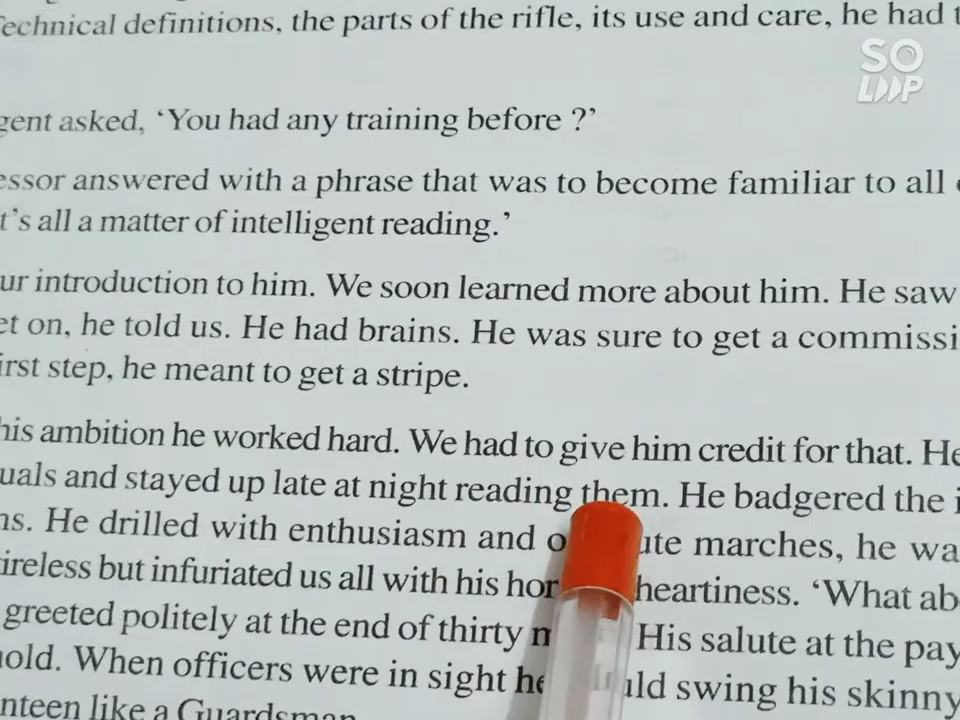 echnical definitions, the parts of the rifle, its use and care, he had t
SO
LOOP
gent asked, ‘You had any training before ?’
essor answered with a phrase that was to become familiar to all
t’s all a matter of intelligent reading.’
ur introduction to him. We soon learned more about him. He saw
et on, he told us. He had brains. He was sure to get a commissi
irst step, he meant to get a stripe.
his ambition he worked hard. We had to give him credit for that. He
uals and stayed up late at night reading them. He badgered the i
ns. He drilled with enthusiasm and o ute marches, he wa
ireless but infuriated us all with his hor heartiness. ‘What ab
greeted politely at the end of thirty m His salute at the pay
old. When officers were in sight he uld swing his skinny
nteen like a Guardsman